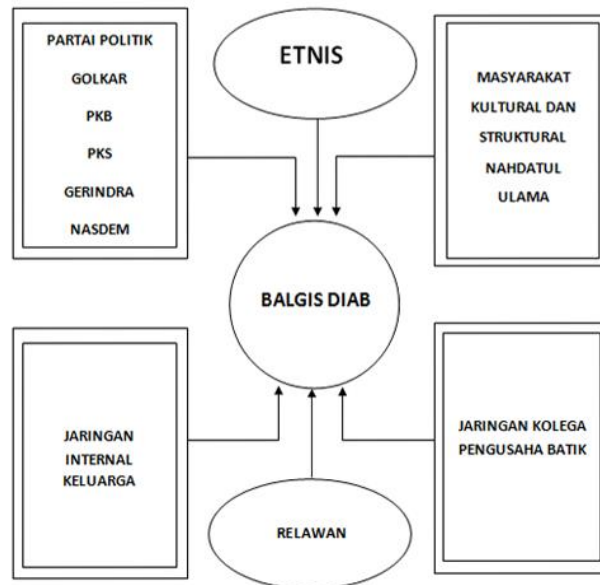 PARTAI POLITIK
GOLKAR
PKB
PKS
GERINDRA
NASDEM
ETNIS
MASYARAKAT
KULTURAL DAN
STRUKTURAL
NAHDATUL
ULAMA
BALGIS DIAB
JARINGAN
INTERNAL
KELUARGA
RELAWAN
JARINGAN KOLEGA
PENGUSAHA BATIK